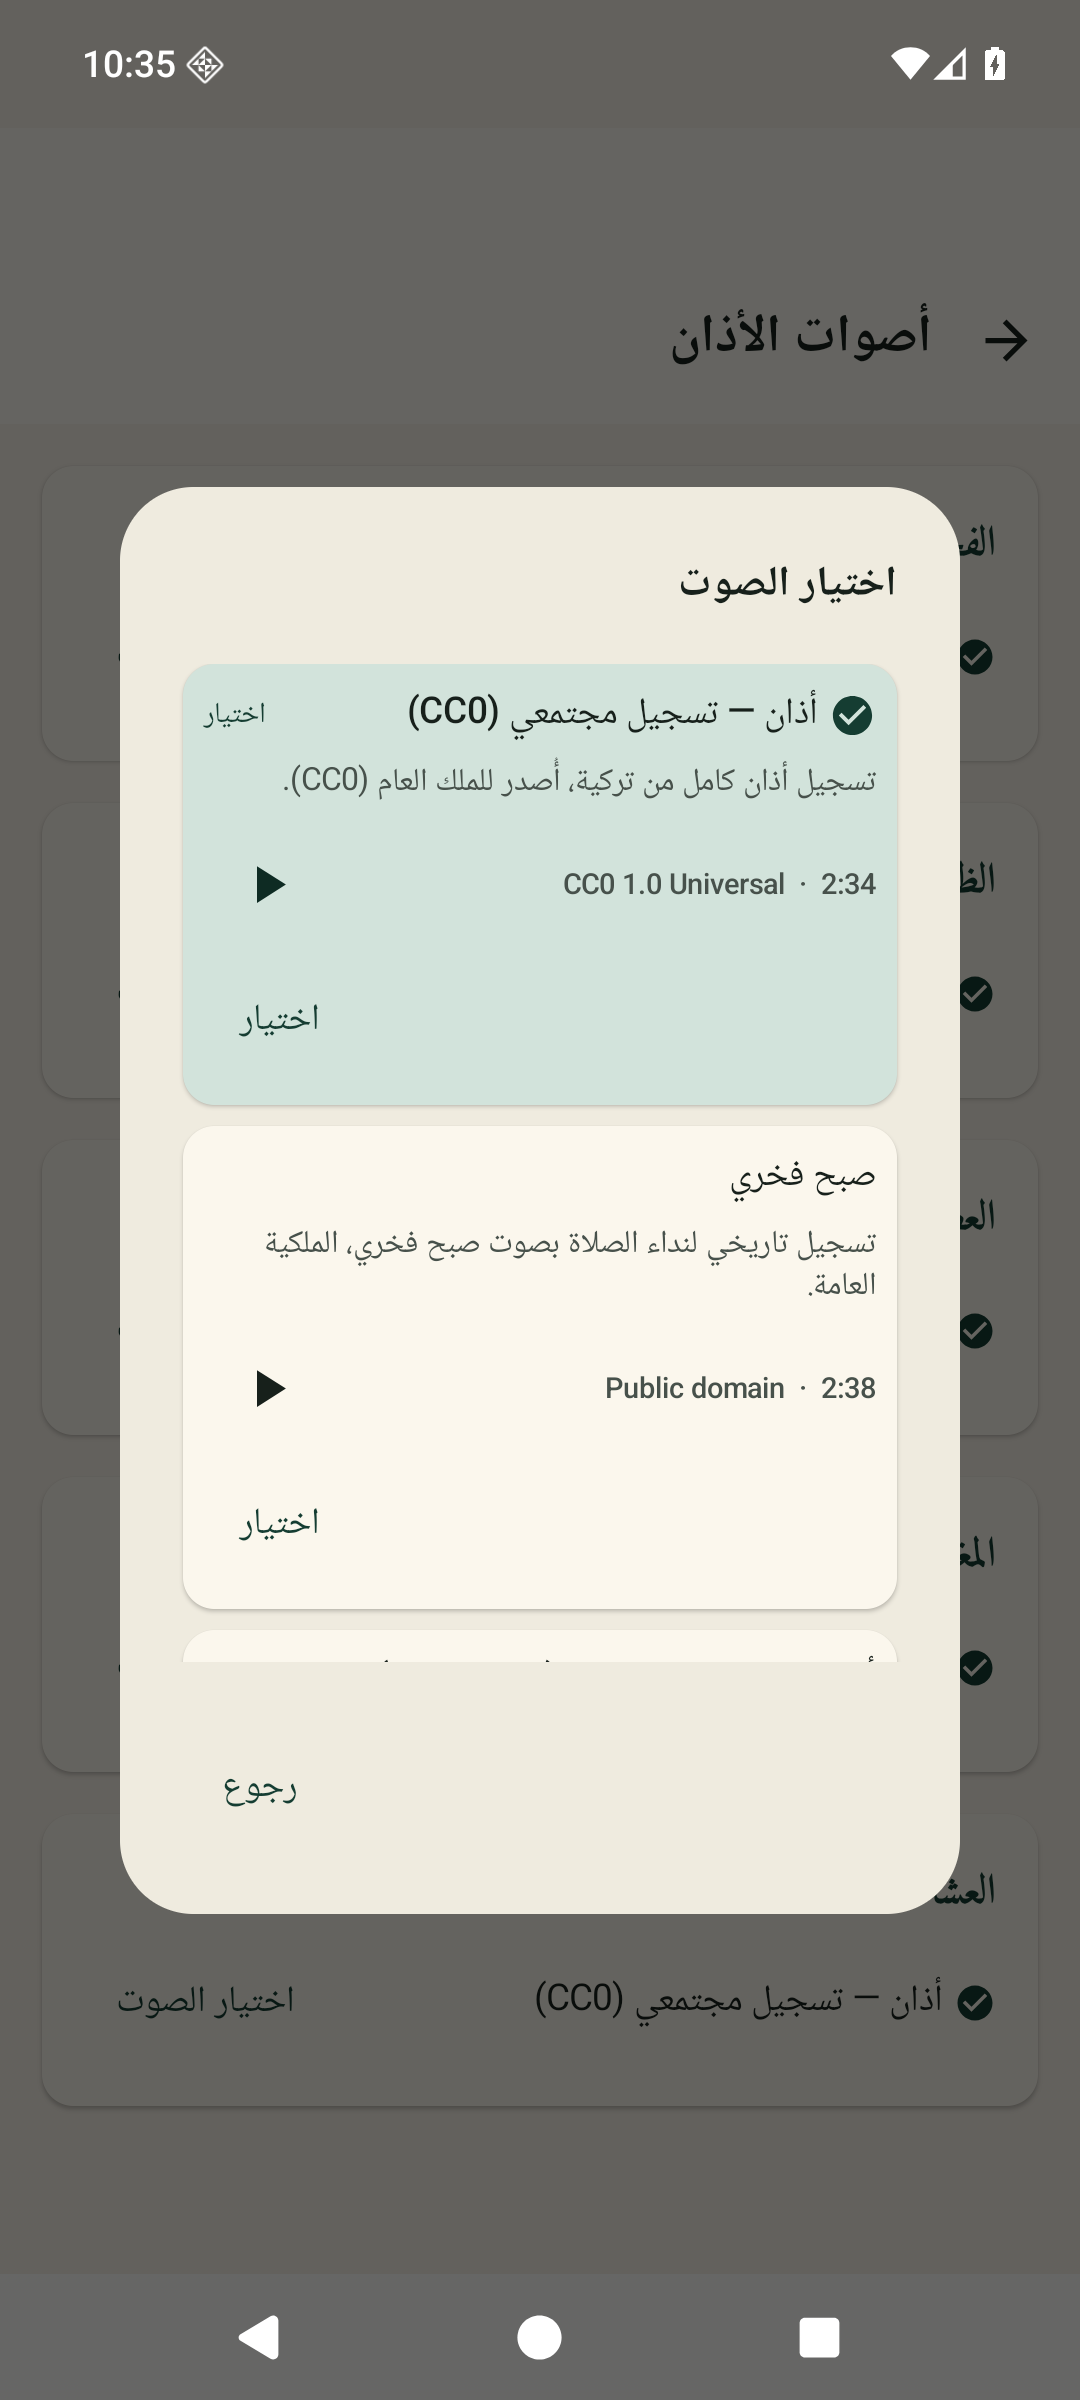 10:35
أصوات الأذان
اختيار الصوت
أذان – تسجيل مجتمعي (CC0)
اختيار
تسجيل أذان كامل من تركية، أُصدر للملك العام (CC0).
2:34 · CC0 1.0 Universal
اختيار
صبح فخري
تسجيل تاريخي لنداء الصلاة بصوت صبح فخري، الملكية
العامة.
2:38 · Public domain
اختيار
رجوع
أذان – تسجيل مجتمعي (CC0)
اختيار الصوت